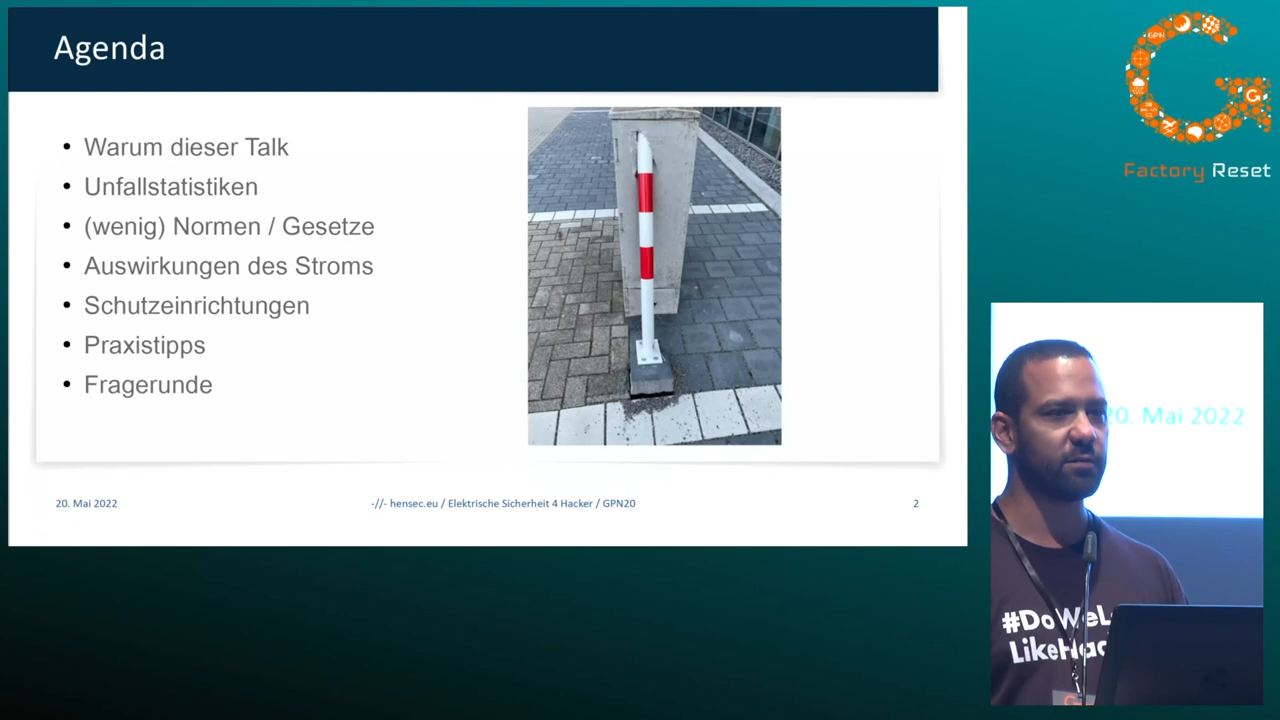 Agenda
Warum dieser Talk
Unfallstatistiken
(wenig) Normen / Gesetze
Auswirkungen des Stroms
Schutzeinrichtungen
Praxistipps
Fragerunde
20. Mai 2022
-//- hensec.eu / Elektrische Sicherheit 4 Hacker / GPN20
2
GPN
G
Factory Reset
20. Mai 2022
#DoWeL
LikeHac